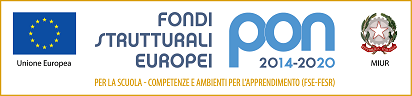 FONDI
STRUTTURALI
EUROPEI
pon
2014-2020
Unione Europea
MIUR
PER LA SCUOLA - COMPETENZE E AMBIENTI PER L'APPRENDIMENTO (FSE-FESR)